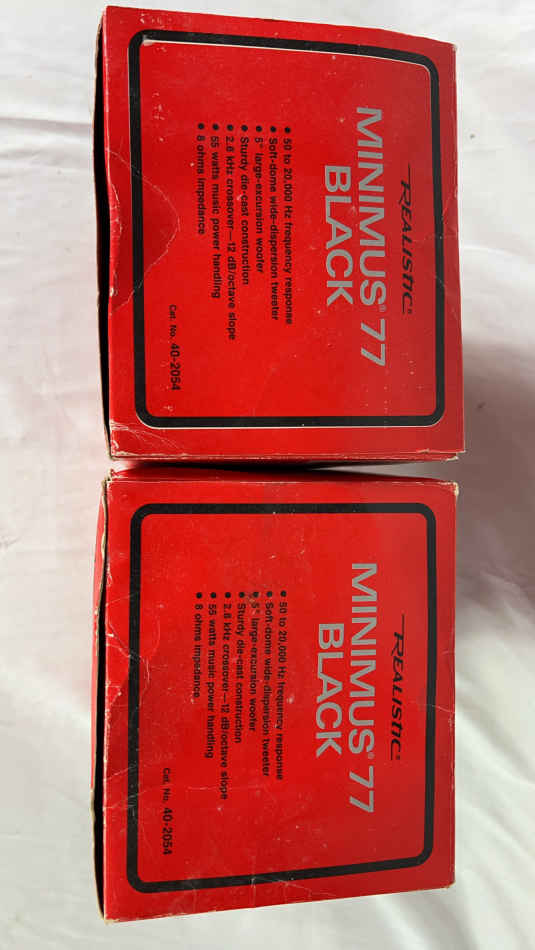 REALISTIC®
MINIMUS® 77
BLACK
• 50 to 20,000 Hz frequency response
• Soft-dome wide-dispersion tweeter
• 5" large-excursion woofer
• Sturdy die-cast construction
• 2.8 kHz crossover—12 dB/octave slope
• 55 watts music power handling
• 8 ohms impedance
Cat. No. 40-2054
REALISTIC®
MINIMUS® 77
BLACK
• 50 to 20,000 Hz frequency response
• Soft-dome wide-dispersion tweeter
• 5" large-excursion woofer
• Sturdy die-cast construction
• 2.8 kHz crossover—12 dB/octave slope
• 55 watts music power handling
• 8 ohms impedance
Cat. No. 40-2054